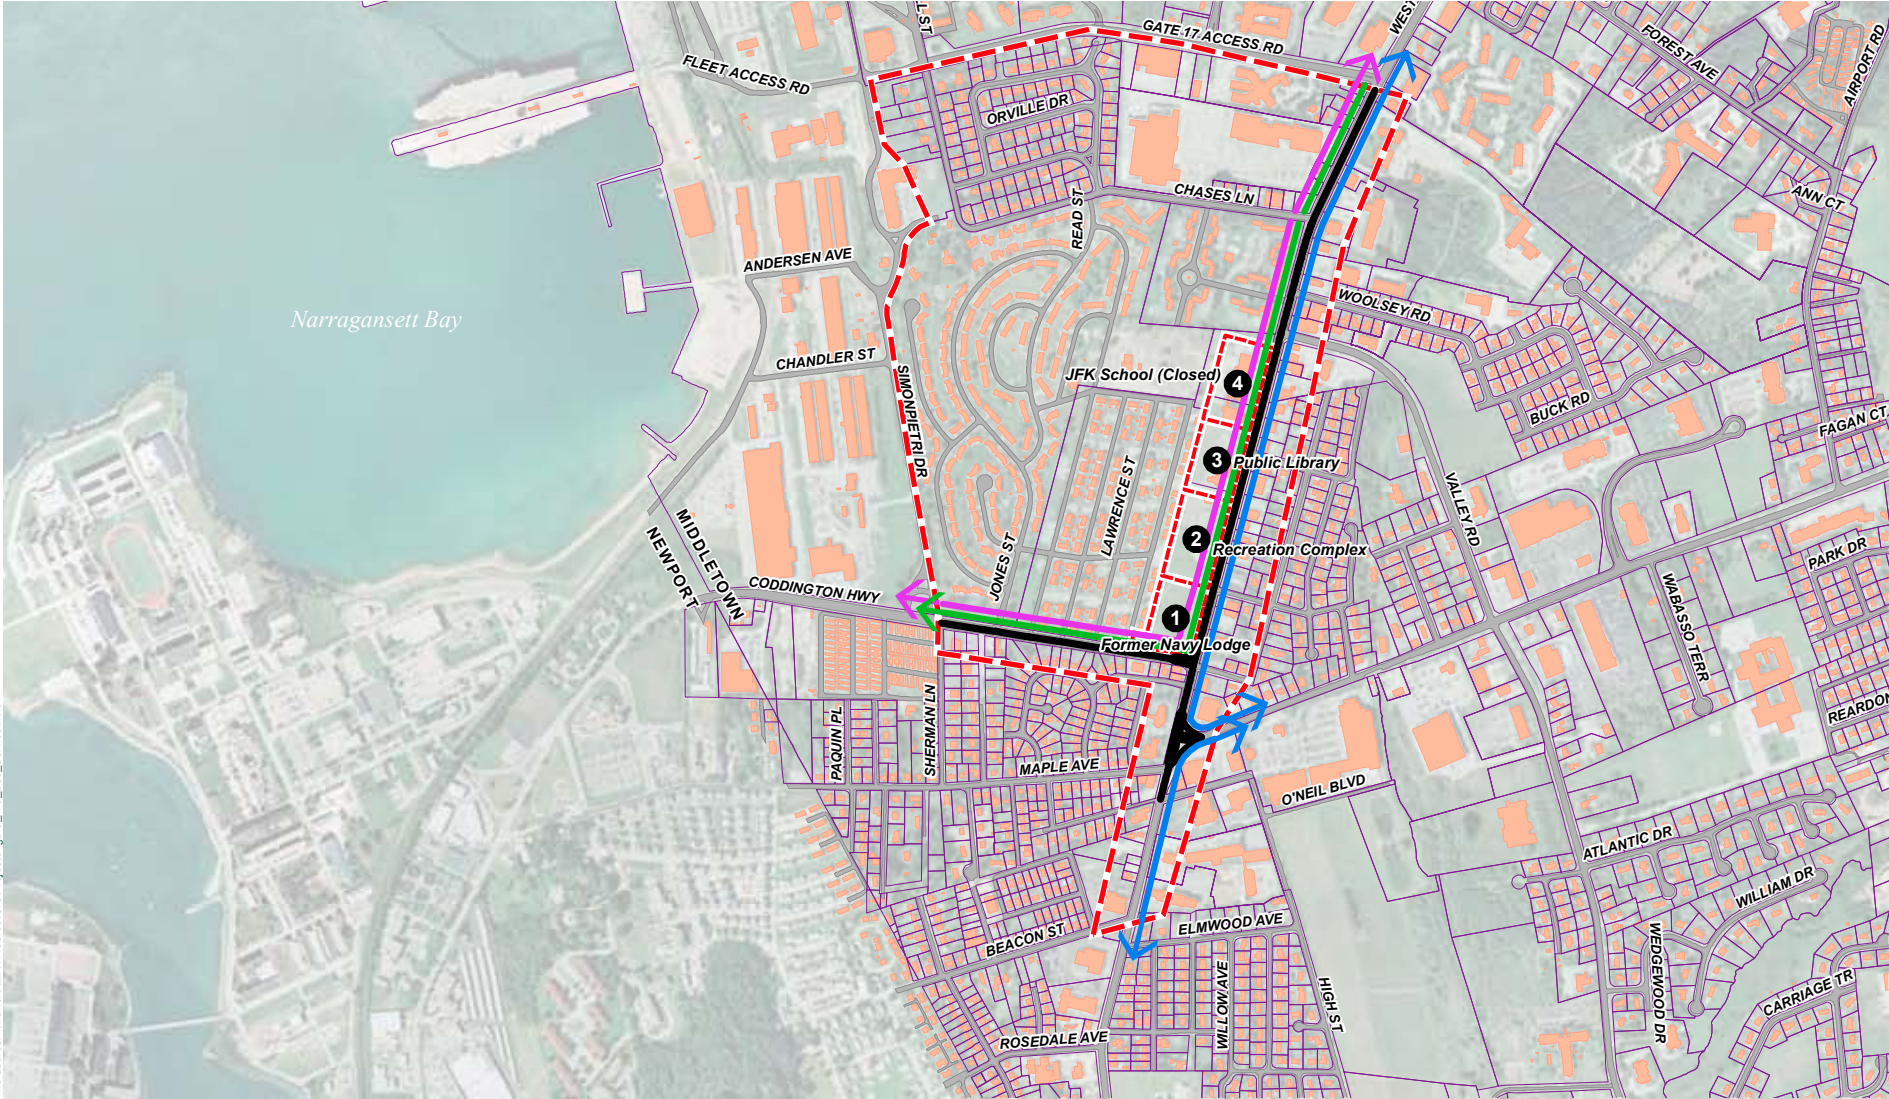 L ST
GATE 17 ACCESS RD
WEST
FOREST AVE
AIRPORT RD
FLEET ACCESS RD
ORVILLE DR
CHASES LN
ANN CT
READ ST
ANDERSEN AVE
WOOLSEY RD
Narragansett Bay
CHANDLER ST
SIMONPIETRI DR
JFK School (Closed)
4
BUCK RD
FAGAN CT
3
Public Library
LAWRENCE ST
VALLEY RD
MIDDLETOWN
NEWPORT
2
Recreation Complex
PARK DR
JONES ST
CODDINGTON HWY
WABASSO TERR
1
Former Navy Lodge
REARDON
PAQUIN PL
SHERMAN LN
MAPLE AVE
O'NEIL BLVD
ATLANTIC DR
WILLIAM DR
BEACON ST
ELMWOOD AVE
WEDGEWOOD DR
WILLOW AVE
HIGH ST
CARRIAGE TR
ROSEDALE AVE